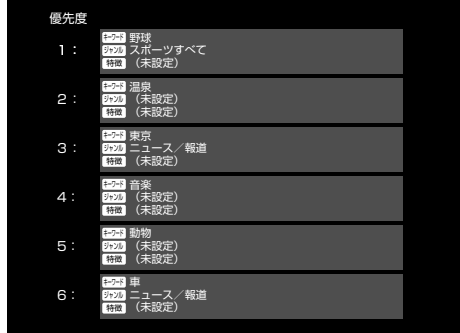 優先度
1：
キーワード 野球
ジャンル スポーツすべて
特徴 （未設定）
2：
キーワード 温泉
ジャンル （未設定）
特徴 （未設定）
3：
キーワード 東京
ジャンル ニュース／報道
特徴 （未設定）
4：
キーワード 音楽
ジャンル （未設定）
特徴 （未設定）
5：
キーワード 動物
ジャンル （未設定）
特徴 （未設定）
6：
キーワード 車
ジャンル ニュース／報道
特徴 （未設定）